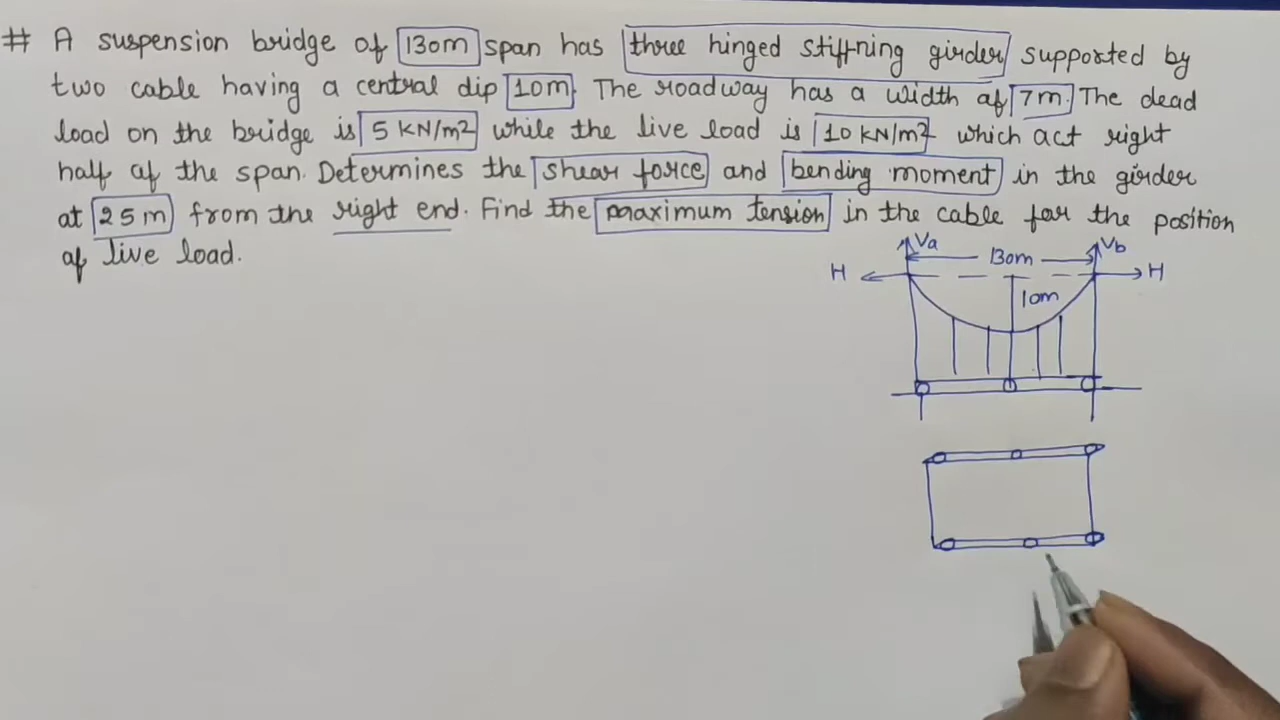 # A suspension bridge of 130m span has three hinged stiffning girder supported by
two cable having a central dip 10m. The roadway has a width of 7m. The dead
load on the bridge is 5 KN/m² while the live load is 10 KN/m² which act right
half of the span. Determines the shear force and bending moment in the girder
at 25m from the right end. Find the maximum tension in the cable for the position
of live load.
Va 130m Vb
H H
10m